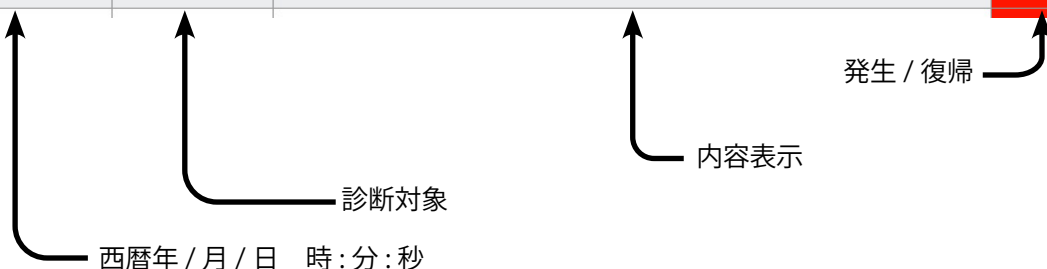 発生 / 復帰
内容表示
診断対象
西暦年 / 月 / 日　時 : 分 : 秒